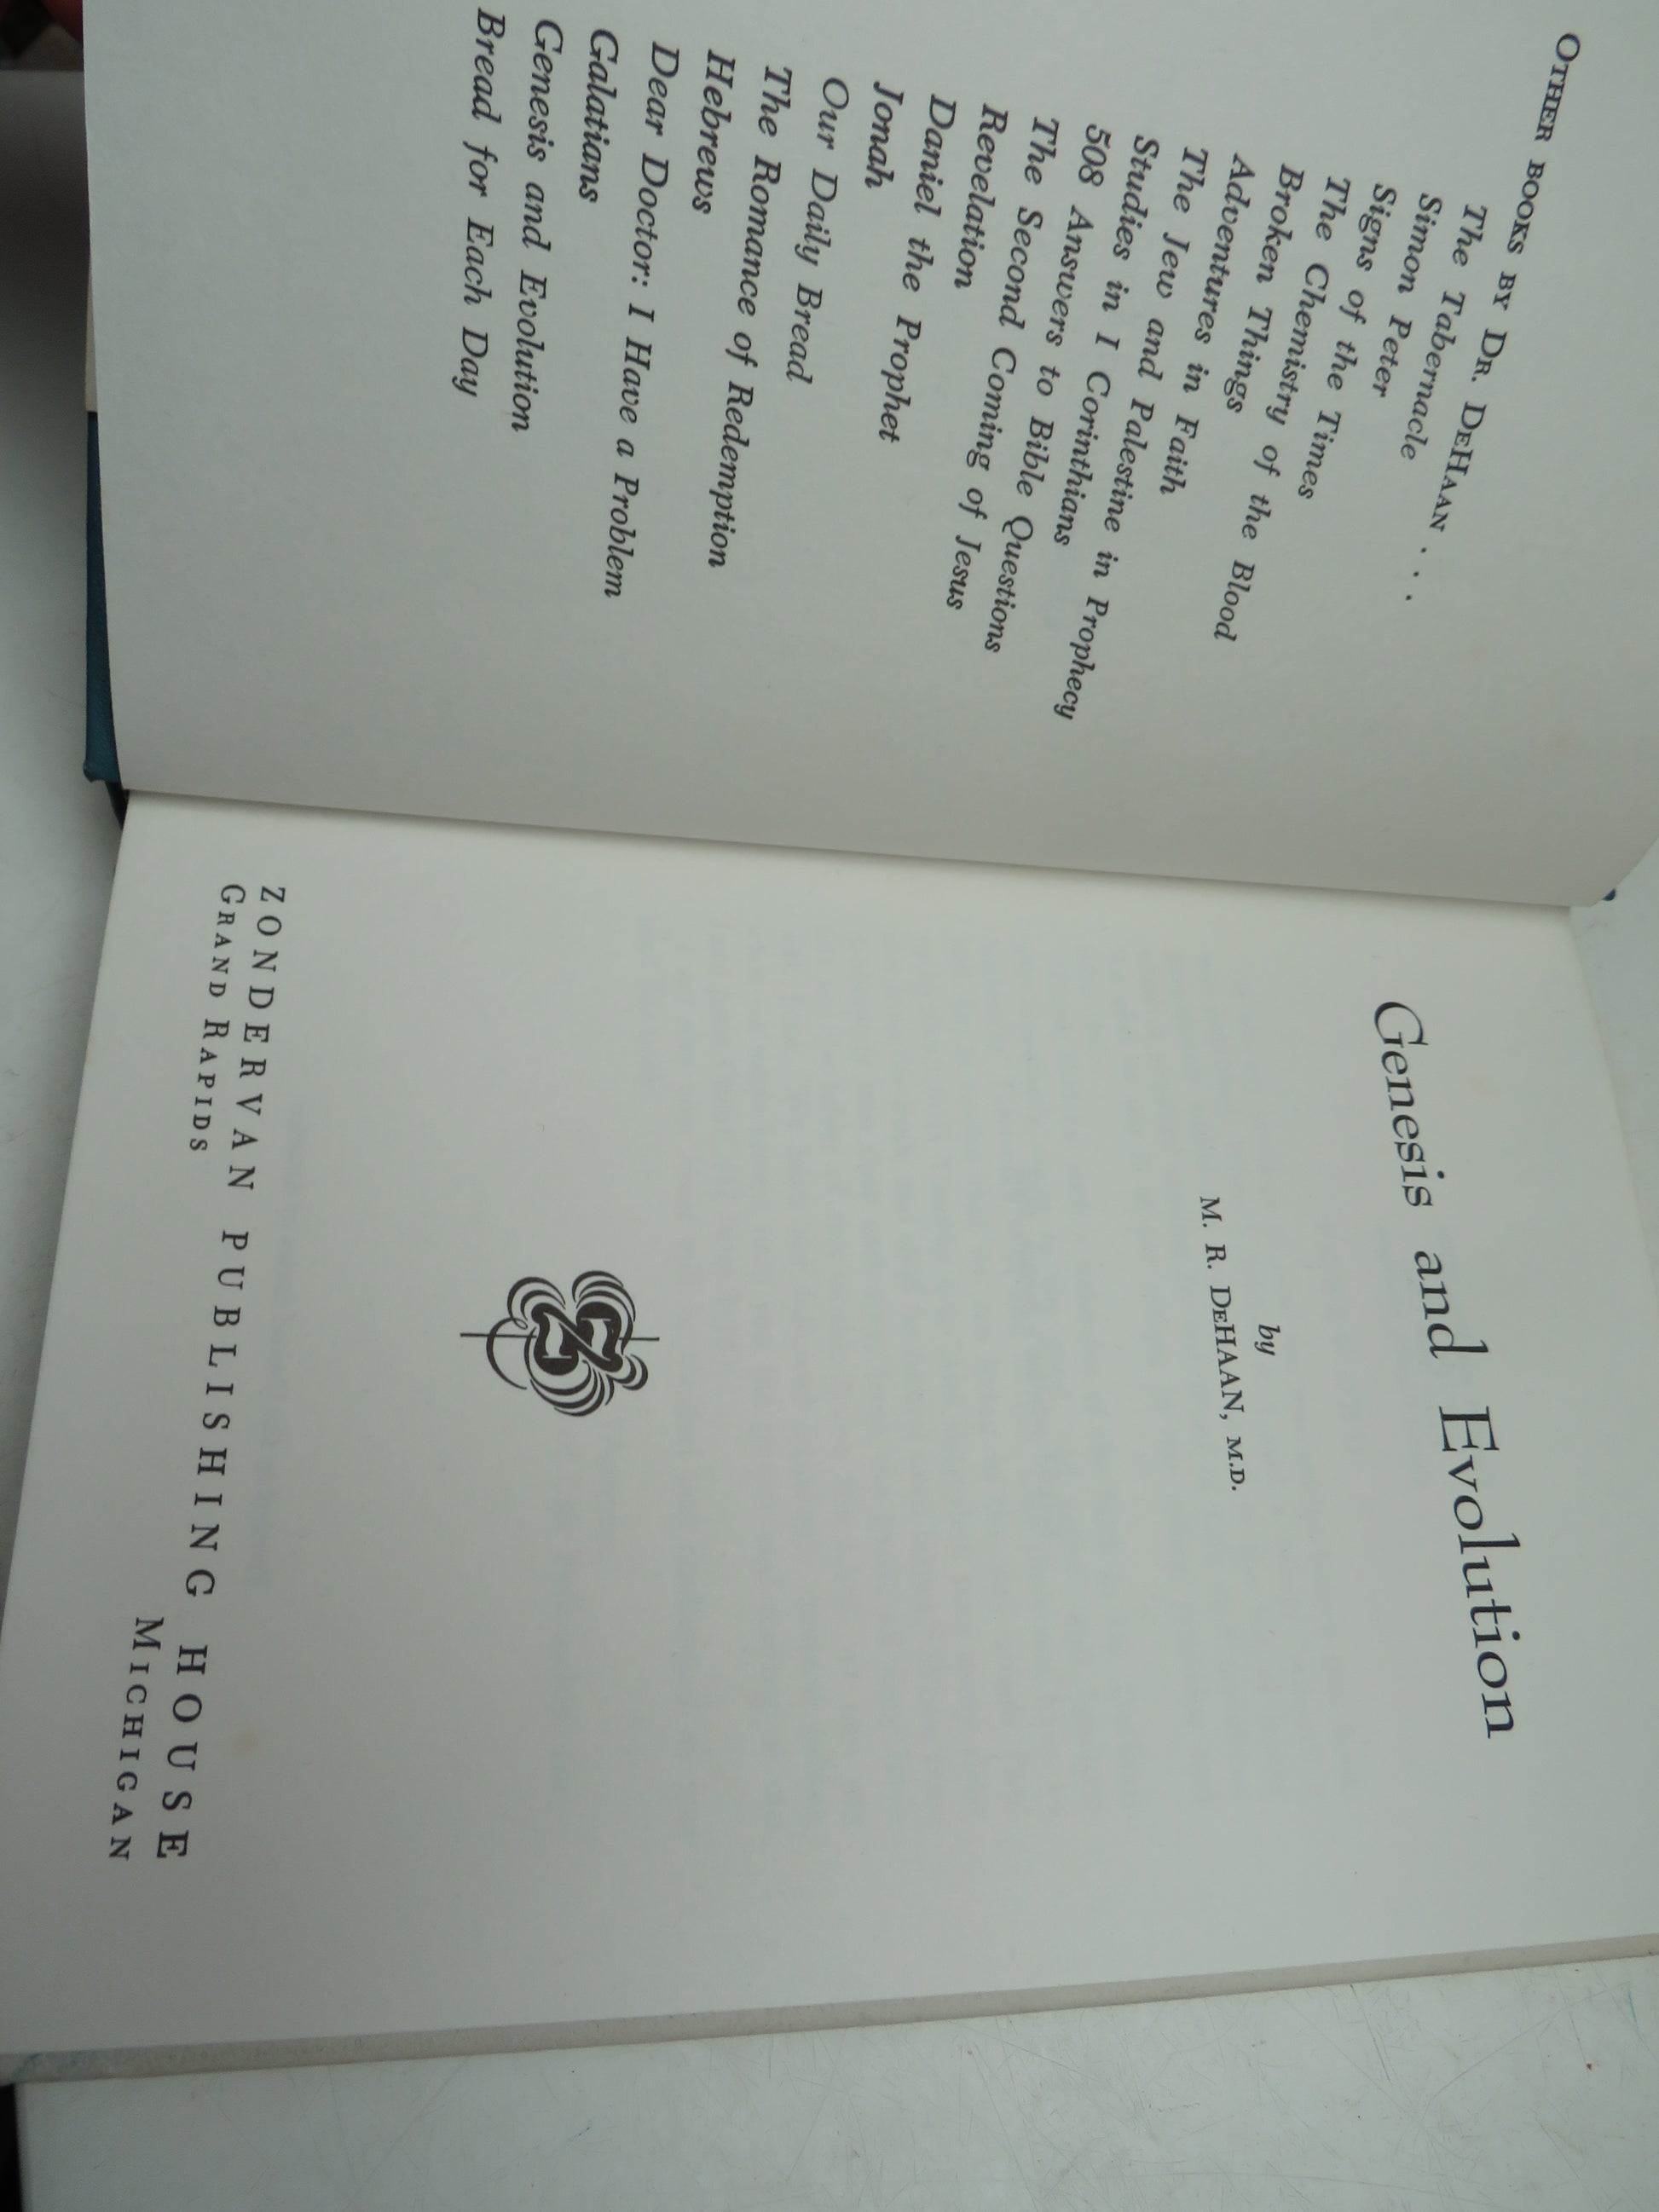 OTHER BOOKS BY DR. DEHAAN . . .
The Tabernacle
Simon Peter
Signs of the Times
The Chemistry of the Blood
Broken Things
Adventures in Faith
The Jew and Palestine in Prophecy
Studies in I Corinthians
508 Answers to Bible Questions
The Second Coming of Jesus
Revelation
Daniel the Prophet
Jonah
Our Daily Bread
The Romance of Redemption
Hebrews
Dear Doctor: I Have a Problem
Galatians
Genesis and Evolution
Bread for Each Day
Genesis and Evolution
by
M. R. DEHAAN, M.D.
ZONDERVAN PUBLISHING HOUSE
GRAND RAPIDS MICHIGAN